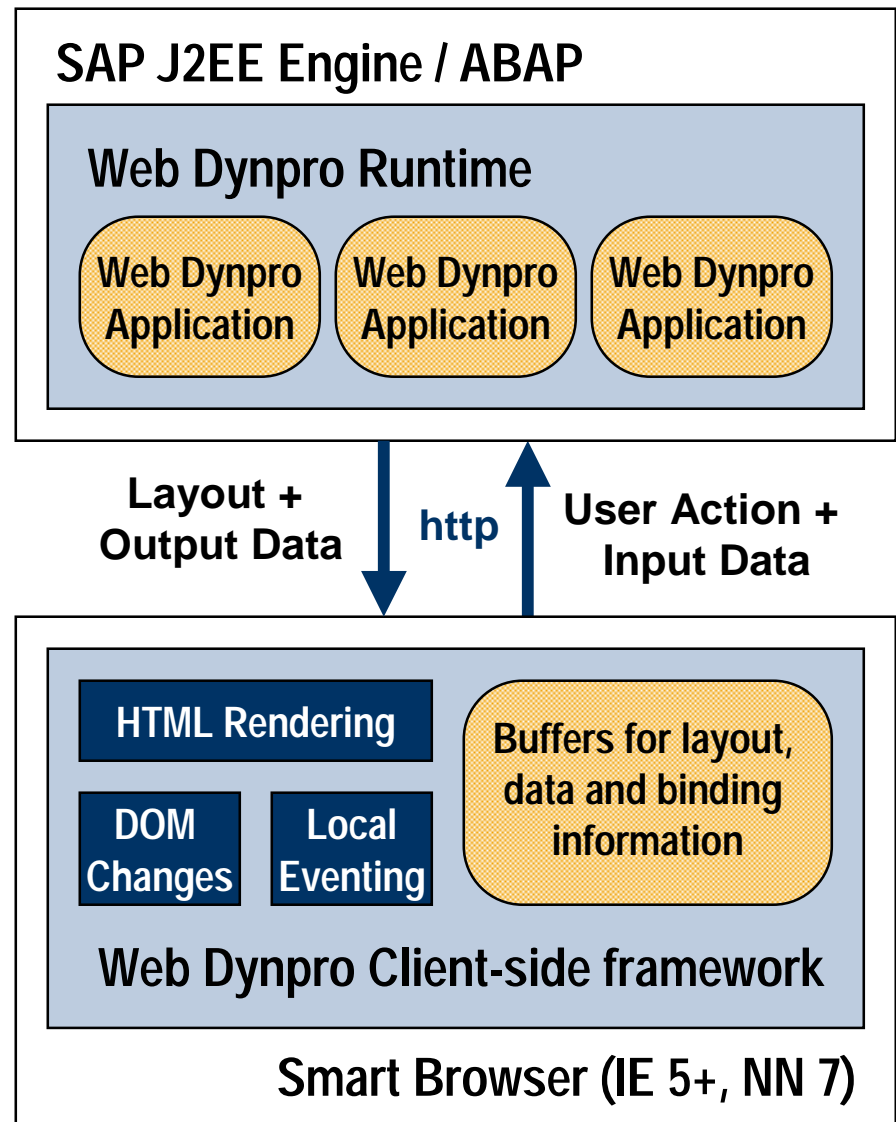 SAP J2EE Engine / ABAP
Web Dynpro Runtime
Web Dynpro
Application
Web Dynpro
Application
Web Dynpro
Application
Layout +
Output Data
http
User Action +
Input Data
HTML Rendering
DOM
Changes
Local
Eventing
Buffers for layout,
data and binding
information
Web Dynpro Client-side framework
Smart Browser (IE 5+, NN 7)